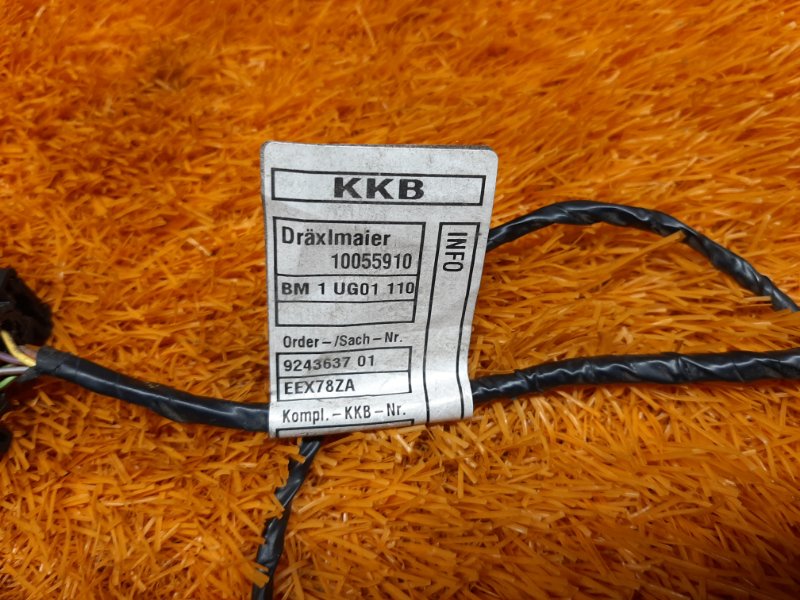 KKB
Dräxlmaier
10055910
BM 1 UG01 110
INFO
Order-/Sach-Nr.
9243637 01
EEX78ZA
Kompl.-KKB-Nr.